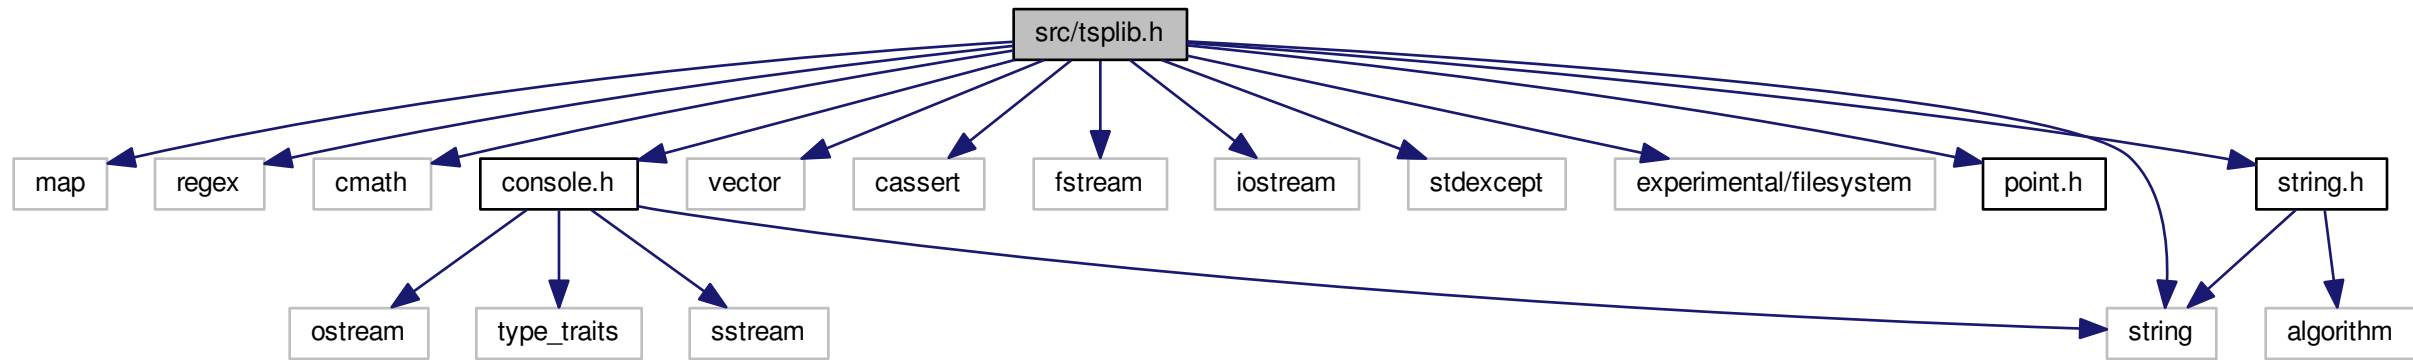 src/tsplib.h
map
regex
cmath
console.h
vector
cassert
fstream
iostream
stdexcept
experimental/filesystem
point.h
string.h
ostream
type_traits
sstream
string
algorithm